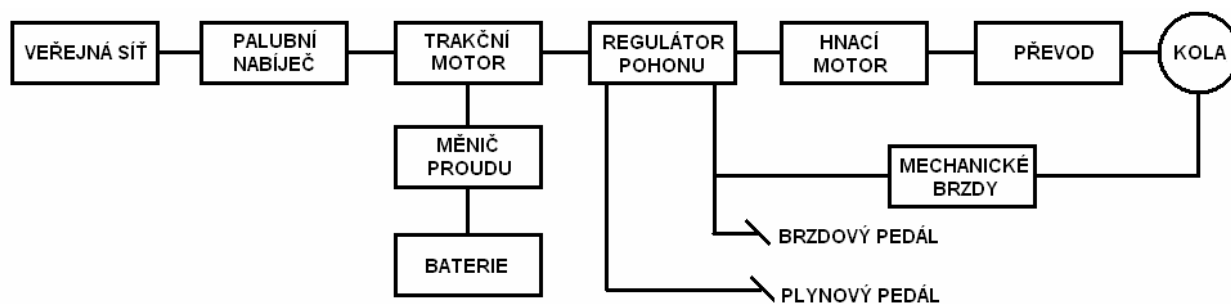 VEŘEJNÁ SÍŤ
PALUBNÍ
NABÍJEČ
TRAKČNÍ
MOTOR
REGULÁTOR
POHONU
HNACÍ
MOTOR
PŘEVOD
KOLA
MĚNIČ
PROUDU
MECHANICKÉ
BRZDY
BATERIE
BRZDOVÝ PEDÁL
PLYNOVÝ PEDÁL